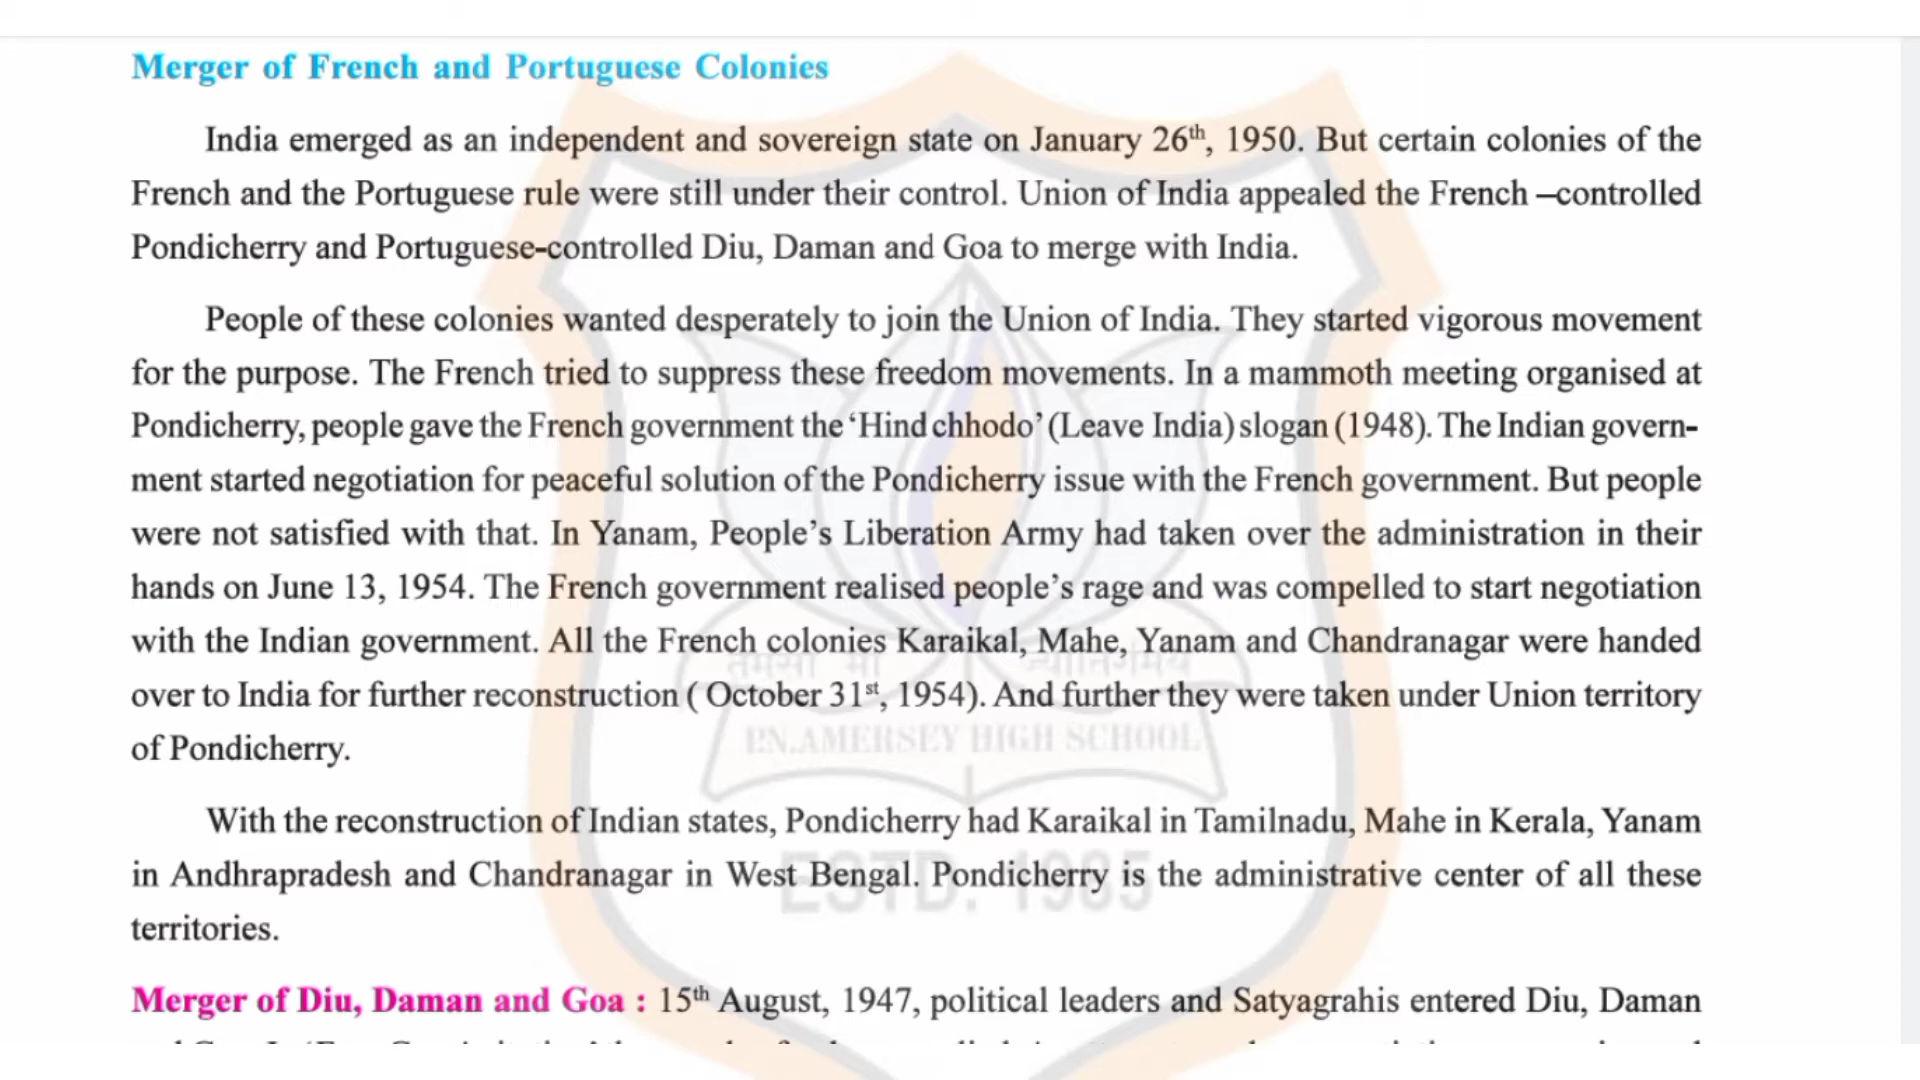 Merger of French and Portuguese Colonies
India emerged as an independent and sovereign state on January 26th, 1950. But certain colonies of the
French and the Portuguese rule were still under their control. Union of India appealed the French –controlled
Pondicherry and Portuguese-controlled Diu, Daman and Goa to merge with India.
People of these colonies wanted desperately to join the Union of India. They started vigorous movement
for the purpose. The French tried to suppress these freedom movements. In a mammoth meeting organised at
Pondicherry, people gave the French government the ‘Hind chhodo’ (Leave India) slogan (1948). The Indian govern-
ment started negotiation for peaceful solution of the Pondicherry issue with the French government. But people
were not satisfied with that. In Yanam, People’s Liberation Army had taken over the administration in their
hands on June 13, 1954. The French government realised people’s rage and was compelled to start negotiation
with the Indian government. All the French colonies Karaikal, Mahe, Yanam and Chandranagar were handed
तमसो मा ज्योतिर्गमय
over to India for further reconstruction ( October 31st, 1954). And further they were taken under Union territory
P.N.AMERSEY HIGH SCHOOL
of Pondicherry.
With the reconstruction of Indian states, Pondicherry had Karaikal in Tamilnadu, Mahe in Kerala, Yanam
in Andhrapradesh and Chandranagar in West Bengal. Pondicherry is the administrative center of all these
ESTD. 1985
territories.
Merger of Diu, Daman and Goa : 15th August, 1947, political leaders and Satyagrahis entered Diu, Daman